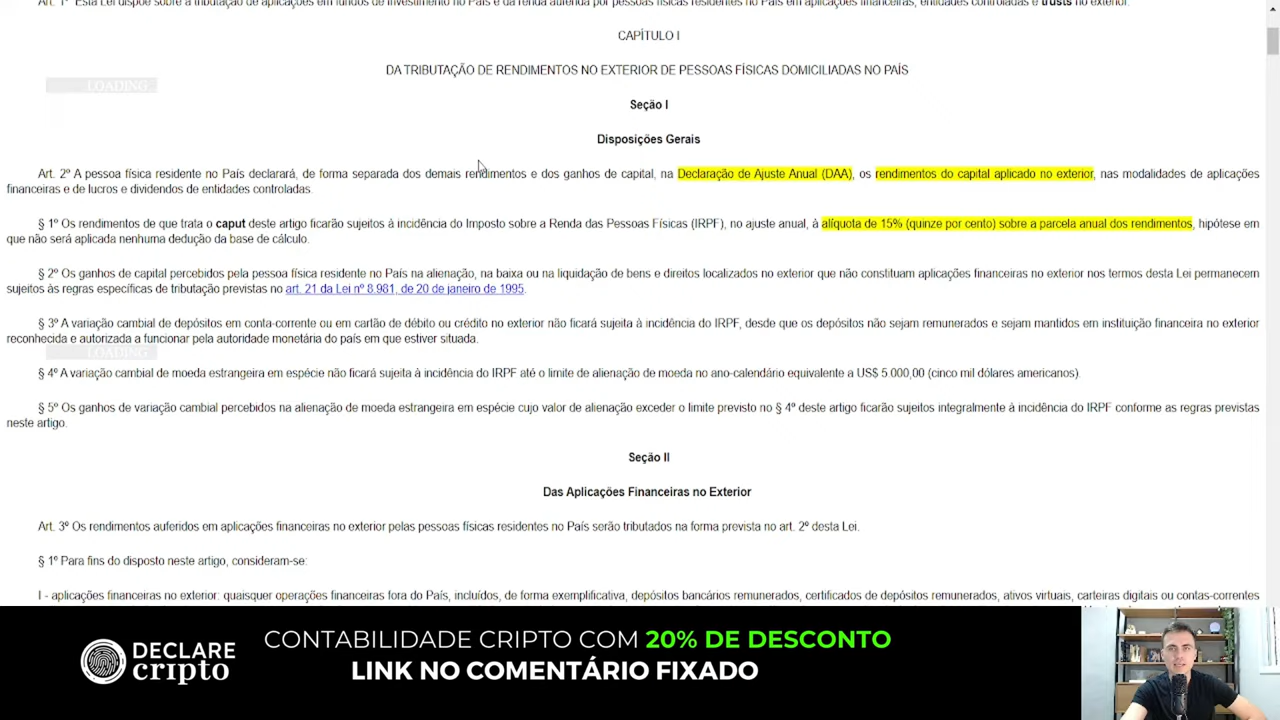 Art. 1º Esta Lei dispõe sobre a tributação de aplicações em fundos de investimento no País e da renda auferida por pessoas físicas residentes no País em aplicações financeiras, entidades controladas e trusts no exterior.
CAPÍTULO I
DA TRIBUTAÇÃO DE RENDIMENTOS NO EXTERIOR DE PESSOAS FÍSICAS DOMICILIADAS NO PAÍS
LOADING...
Seção I
Disposições Gerais
Art. 2º A pessoa física residente no País declarará, de forma separada dos demais rendimentos e dos ganhos de capital, na Declaração de Ajuste Anual (DAA), os rendimentos do capital aplicado no exterior, nas modalidades de aplicações
financeiras e de lucros e dividendos de entidades controladas.
§ 1º Os rendimentos de que trata o caput deste artigo ficarão sujeitos à incidência do Imposto sobre a Renda das Pessoas Físicas (IRPF), no ajuste anual, à alíquota de 15% (quinze por cento) sobre a parcela anual dos rendimentos, hipótese em
que não será aplicada nenhuma dedução da base de cálculo.
§ 2º Os ganhos de capital percebidos pela pessoa física residente no País na alienação, na baixa ou na liquidação de bens e direitos localizados no exterior que não constituam aplicações financeiras no exterior nos termos desta Lei permanecem
sujeitos às regras específicas de tributação previstas no art. 21 da Lei nº 8.981, de 20 de janeiro de 1995.
§ 3º A variação cambial de depósitos em conta-corrente ou em cartão de débito ou crédito no exterior não ficará sujeita à incidência do IRPF, desde que os depósitos não sejam remunerados e sejam mantidos em instituição financeira no exterior
reconhecida e autorizada a funcionar pela autoridade monetária do país em que estiver situada.
LOADING...
§ 4º A variação cambial de moeda estrangeira em espécie não ficará sujeita à incidência do IRPF até o limite de alienação de moeda no ano-calendário equivalente a US$ 5.000,00 (cinco mil dólares americanos).
§ 5º Os ganhos de variação cambial percebidos na alienação de moeda estrangeira em espécie cujo valor de alienação exceder o limite previsto no § 4º deste artigo ficarão sujeitos integralmente à incidência do IRPF conforme as regras previstas
neste artigo.
Seção II
Das Aplicações Financeiras no Exterior
Art. 3º Os rendimentos auferidos em aplicações financeiras no exterior pelas pessoas físicas residentes no País serão tributados na forma prevista no art. 2º desta Lei.
§ 1º Para fins do disposto neste artigo, consideram-se:
I - aplicações financeiras no exterior: quaisquer operações financeiras fora do País, incluídos, de forma exemplificativa, depósitos bancários remunerados, certificados de depósitos remunerados, ativos virtuais, carteiras digitais ou contas-correntes
DECLARE
cripto
CONTABILIDADE CRIPTO COM 20% DE DESCONTO
LINK NO COMENTÁRIO FIXADO